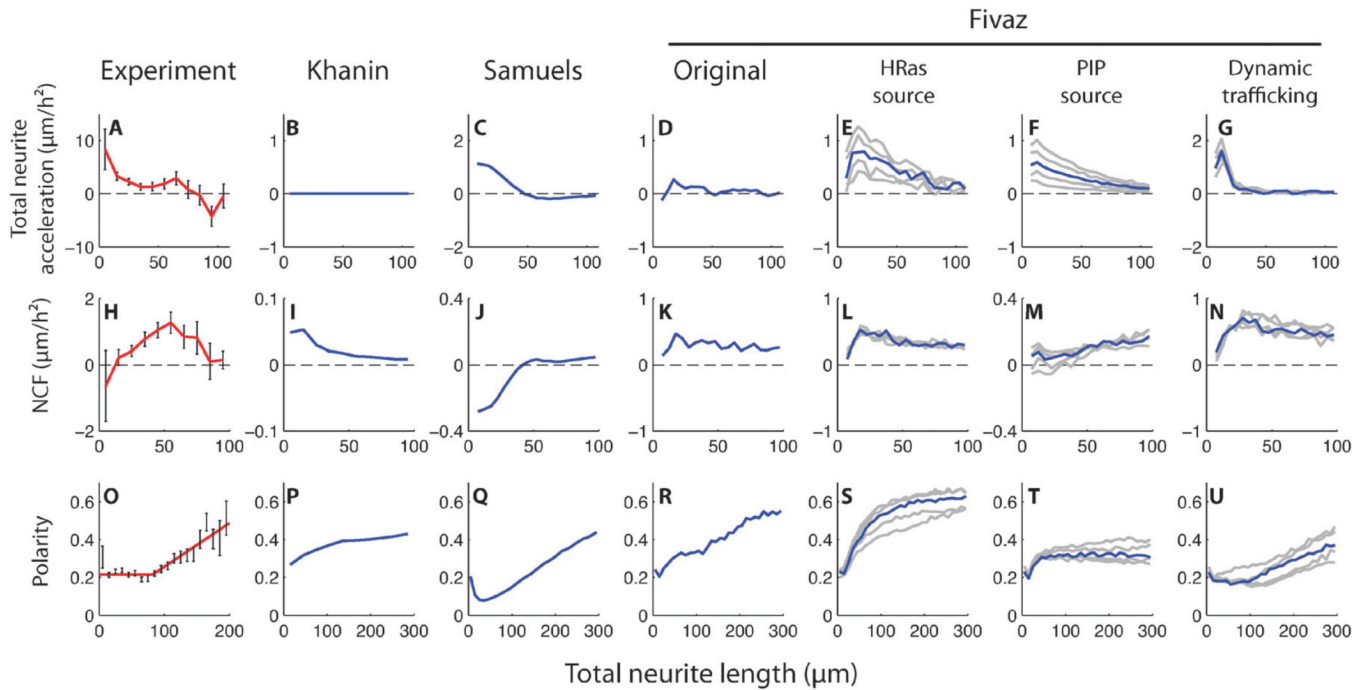 Fivaz
Experiment Khanin Samuels Original HRas source PIP source Dynamic trafficking
Total neurite acceleration (μm/h²)
A B C D E F G
10 0 −10 0 50 100
1 0 −1 0 50 100
2 0 −2 0 50 100
1 0 −1 0 50 100
1 0 −1 0 50 100
1 0 −1 0 50 100
2 0 −2 0 50 100
NCF (μm/h²)
H I J K L M N
2 0 −2 0 50 100
0.1 0 −0.1 0 50 100
0.4 0 −0.4 0 50 100
1 0 −1 0 50 100
1 0 −1 0 50 100
0.4 0 −0.4 0 50 100
1 0 −1 0 50 100
Polarity
O P Q R S T U
0.6 0.4 0.2 0 0 100 200
0.6 0.4 0.2 0 0 100 200 300
0.6 0.4 0.2 0 0 100 200 300
0.6 0.4 0.2 0 0 100 200 300
0.6 0.4 0.2 0 0 100 200 300
0.6 0.4 0.2 0 0 100 200 300
0.6 0.4 0.2 0 0 100 200 300
Total neurite length (μm)